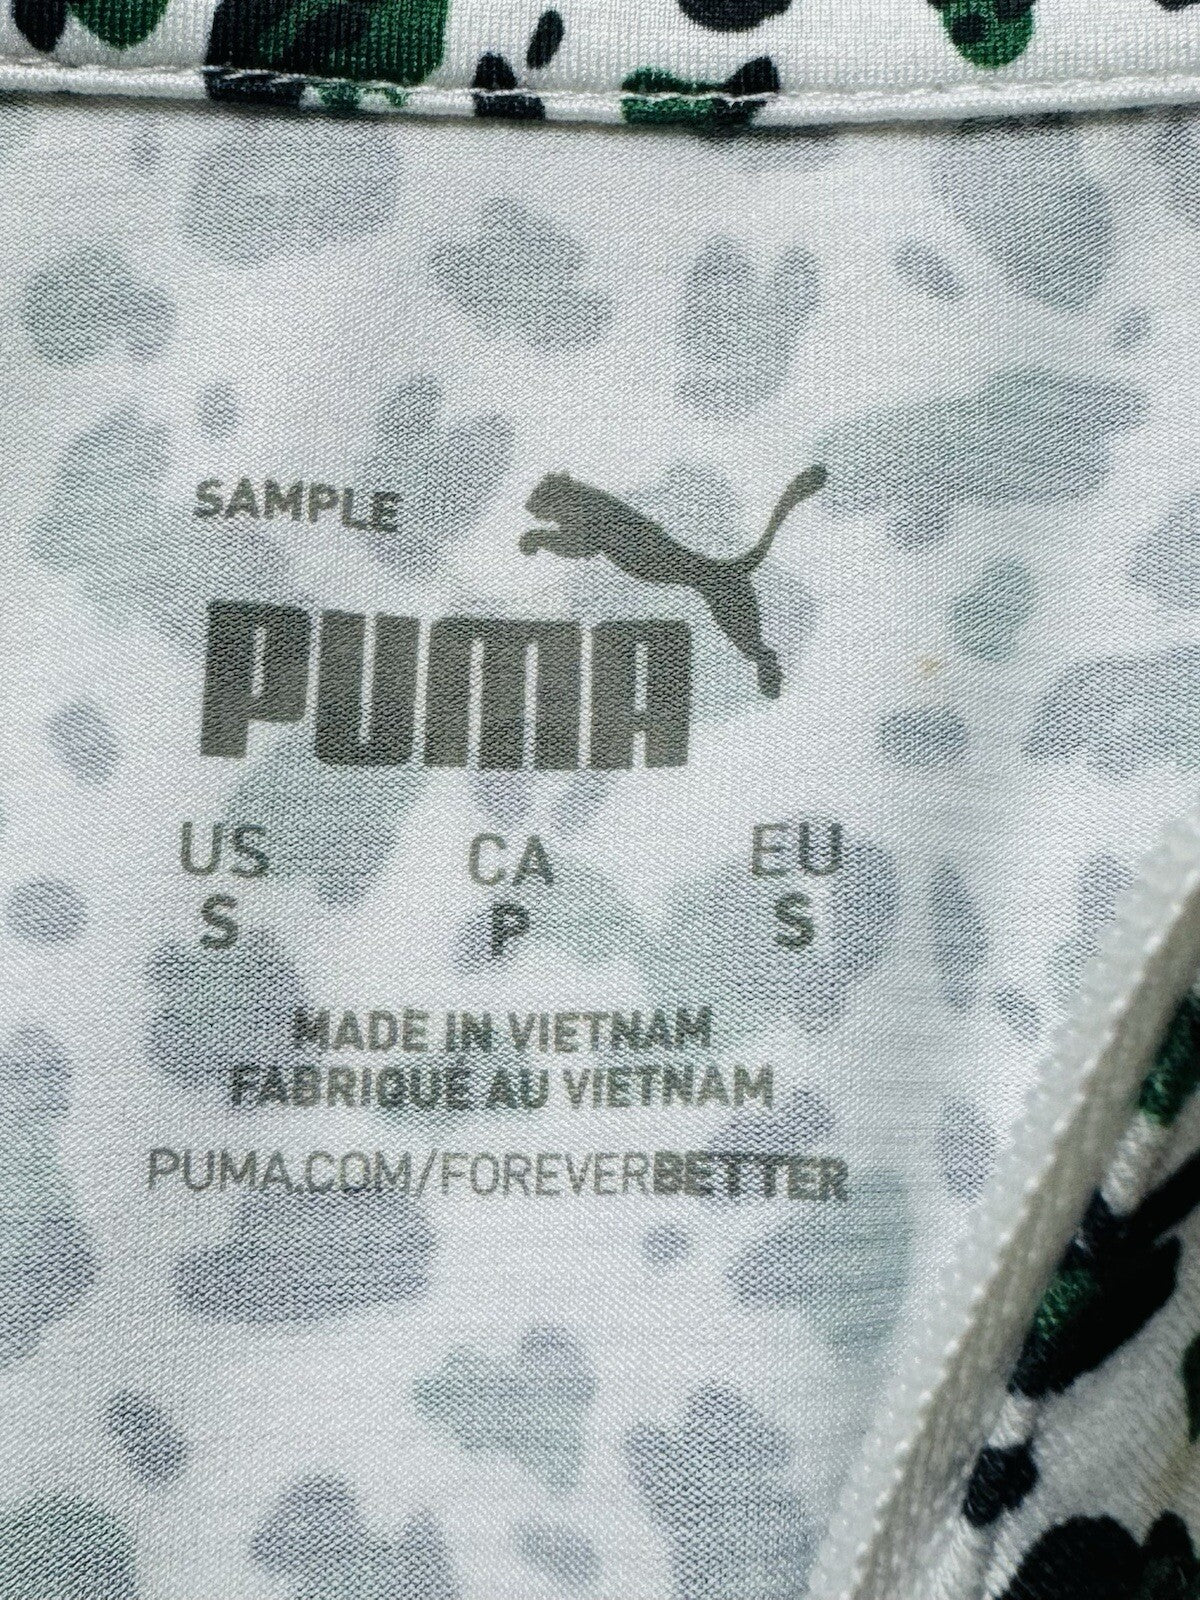 SAMPLE
PUMA
US CA EU
S P S
MADE IN VIETNAM
FABRIQUÉ AU VIETNAM
PUMA.COM/FOREVERBETTER